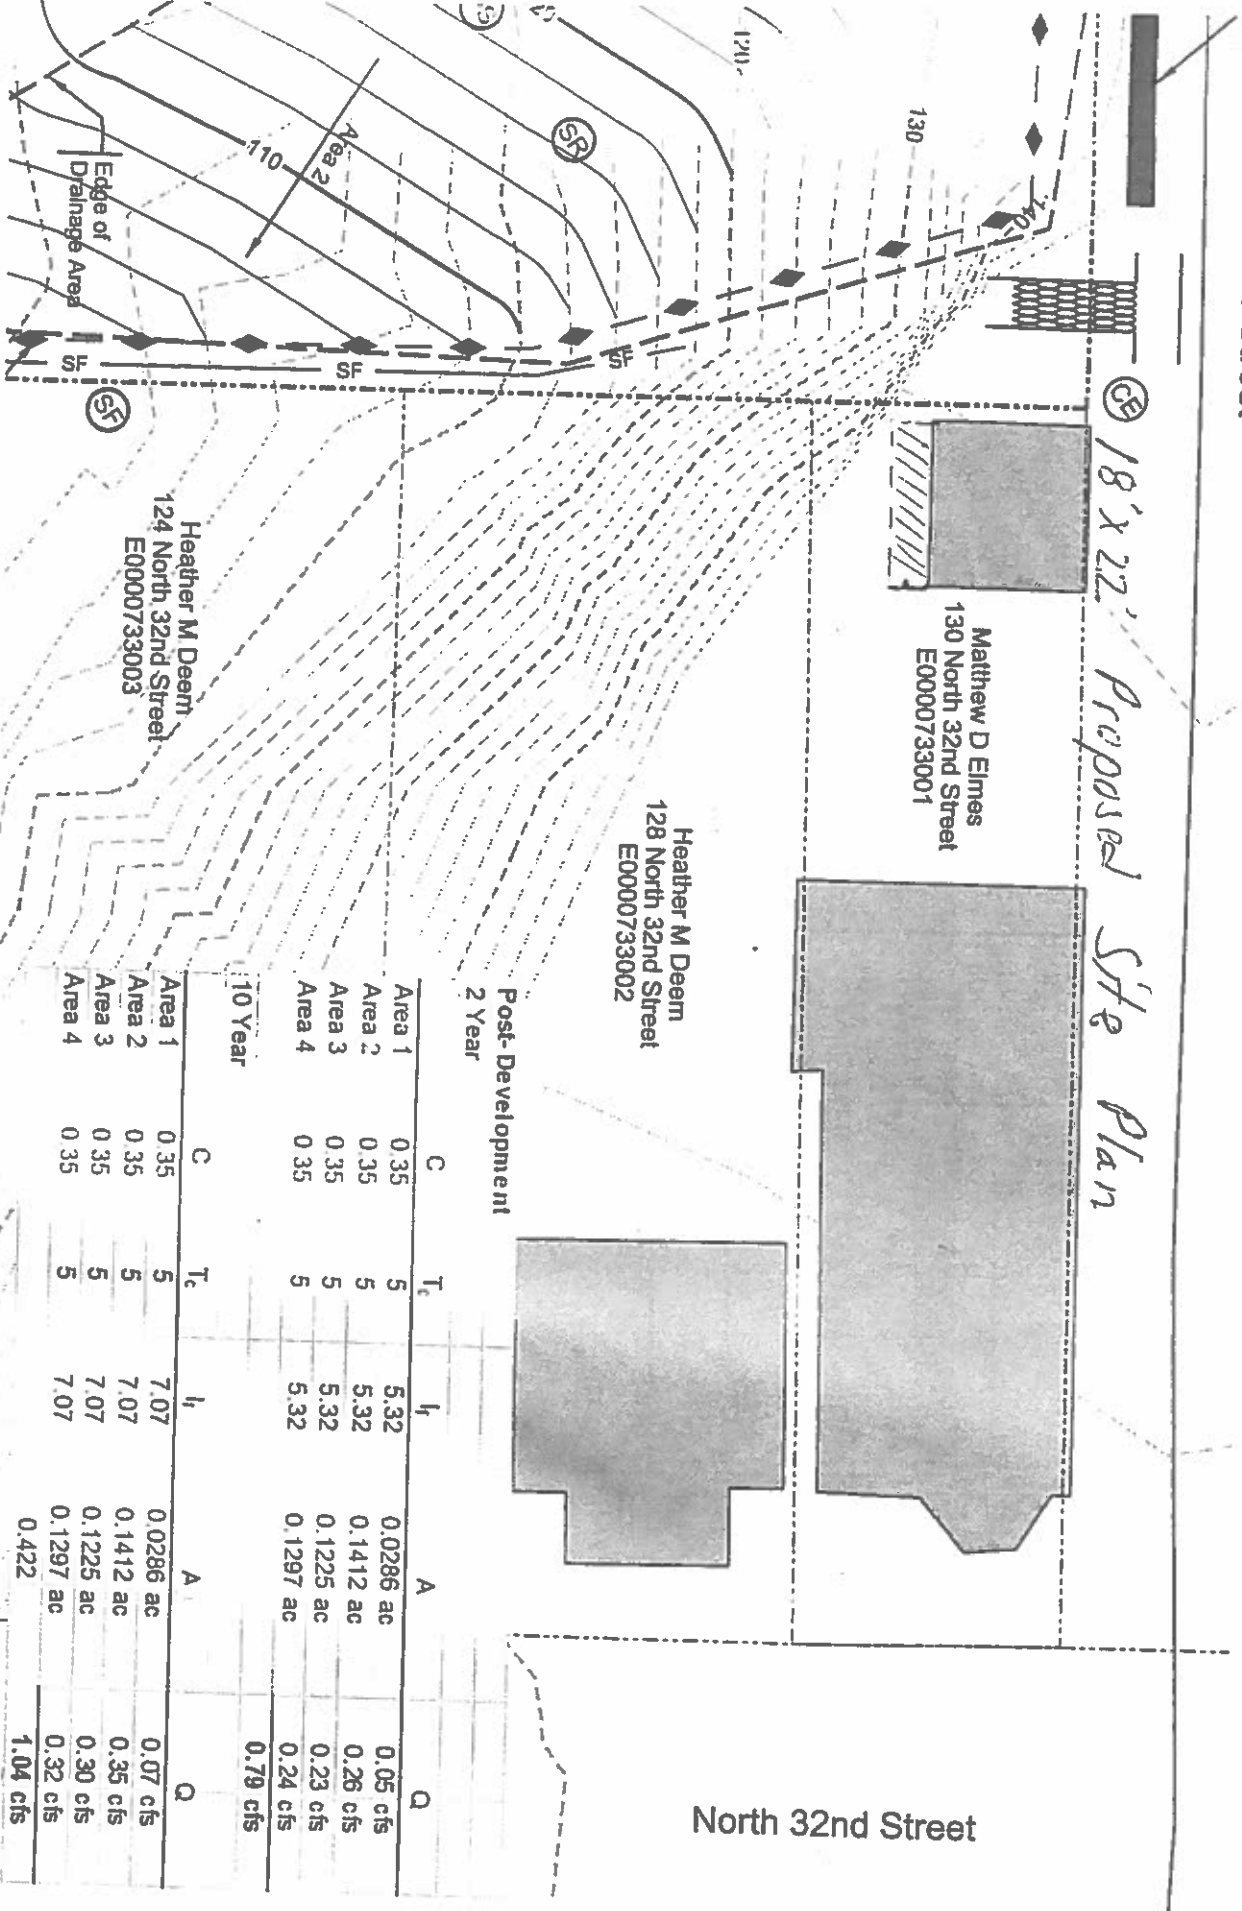 18' x 22' Proposed Site Plan
CE
Matthew D Elmes
130 North 32nd Street
E0000733001
Heather M Deem
128 North 32nd Street
E0000733002
Heather M Deem
124 North 32nd Street
E0000733003
North 32nd Street
130
140
120
110
SR
Area 2
Edge of
Drainage Area
SF
SF
SF
SF
Post-Development
2 Year
C Tc Ir A Q
Area 1 0.35 5 5.32 0.0286 ac 0.05 cfs
Area 2 0.35 5 5.32 0.1412 ac 0.26 cfs
Area 3 0.35 5 5.32 0.1225 ac 0.23 cfs
Area 4 0.35 5 5.32 0.1297 ac 0.24 cfs
0.79 cfs
10 Year
C Tc Ir A Q
Area 1 0.35 5 7.07 0.0286 ac 0.07 cfs
Area 2 0.35 5 7.07 0.1412 ac 0.35 cfs
Area 3 0.35 5 7.07 0.1225 ac 0.30 cfs
Area 4 0.35 5 7.07 0.1297 ac 0.32 cfs
0.422 1.04 cfs